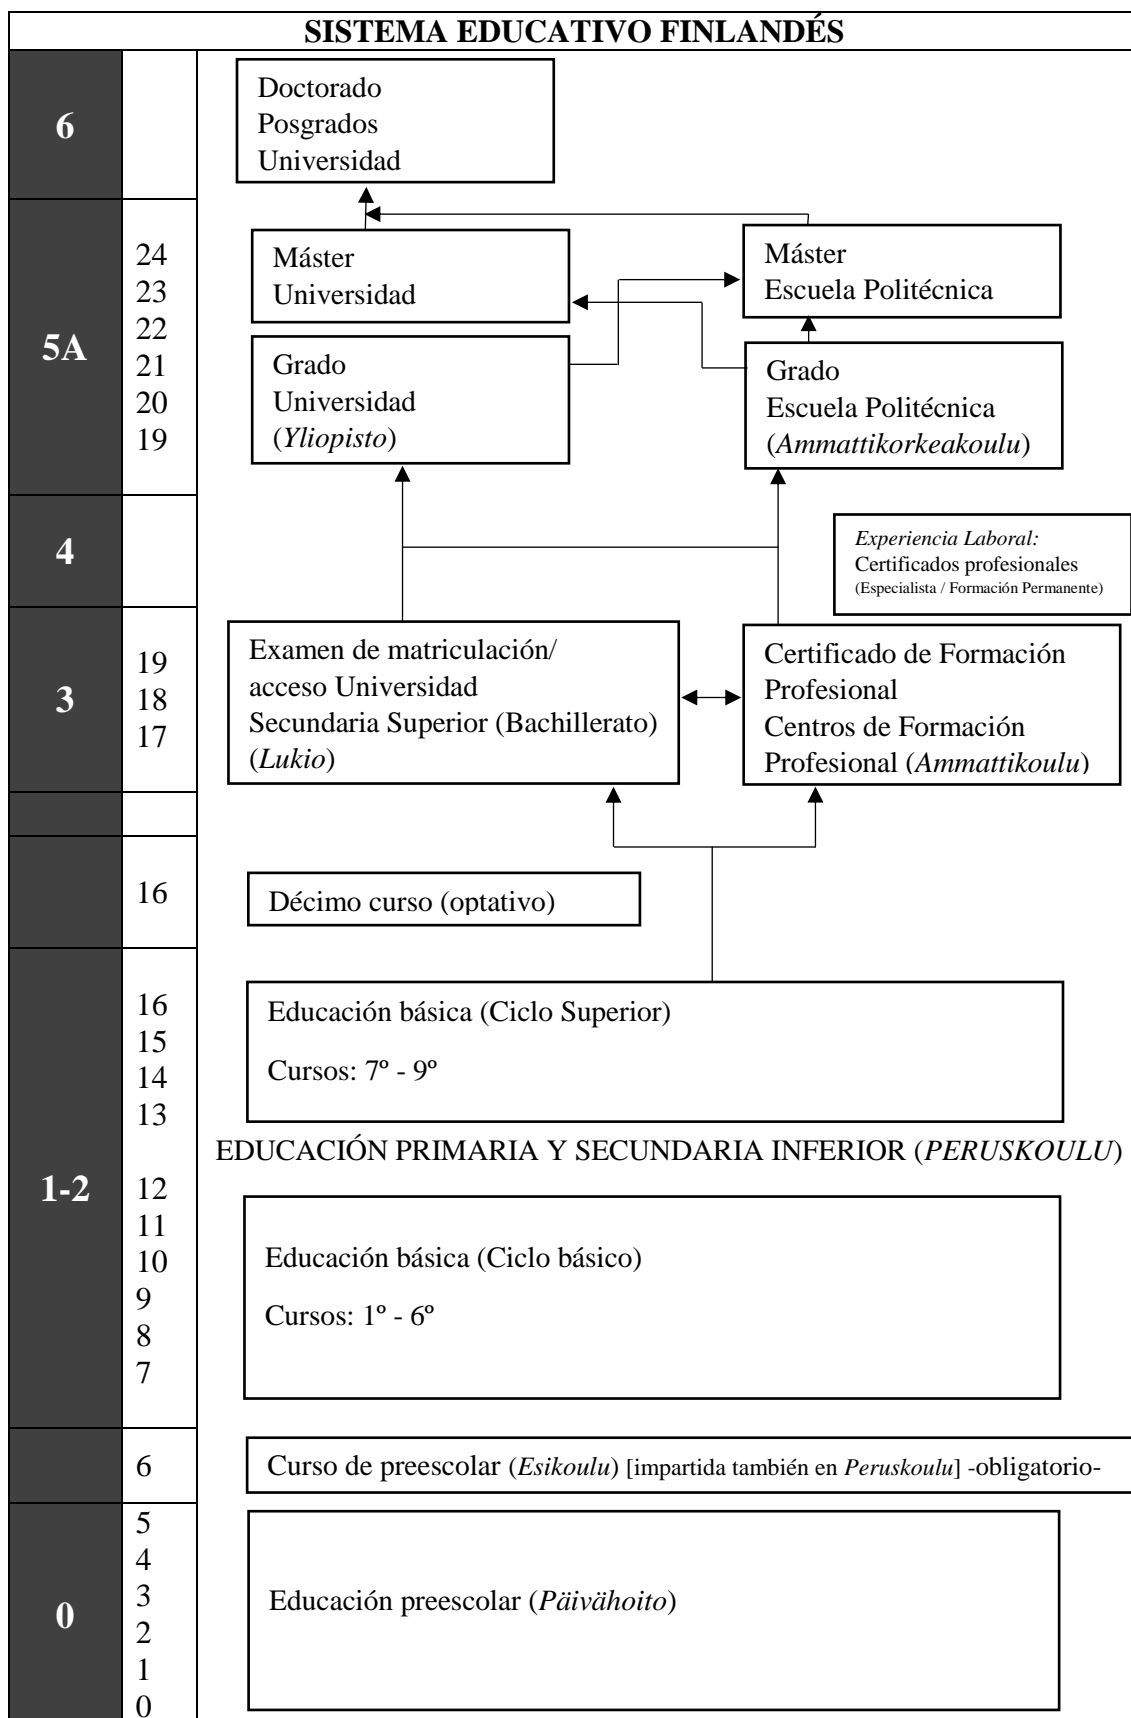 SISTEMA EDUCATIVO FINLANDÉS
6
Doctorado
Posgrados
Universidad
5A
24
23
22
21
20
19
Máster
Universidad
Máster
Escuela Politécnica
Grado
Universidad
(Yliopisto)
Grado
Escuela Politécnica
(Ammattikorkeakoulu)
4
Experiencia Laboral:
Certificados profesionales
(Especialista / Formación Permanente)
3
19
18
17
Examen de matriculación/
acceso Universidad
Secundaria Superior (Bachillerato)
(Lukio)
Certificado de Formación
Profesional
Centros de Formación
Profesional (Ammattikoulu)
16
Décimo curso (optativo)
1-2
16
15
14
13
Educación básica (Ciclo Superior)
Cursos: 7º - 9º
EDUCACIÓN PRIMARIA Y SECUNDARIA INFERIOR (PERUSKOULU)
12
11
10
9
8
7
Educación básica (Ciclo básico)
Cursos: 1º - 6º
6
Curso de preescolar (Esikoulu) [impartida también en Peruskoulu] -obligatorio-
0
5
4
3
2
1
0
Educación preescolar (Päivähoito)